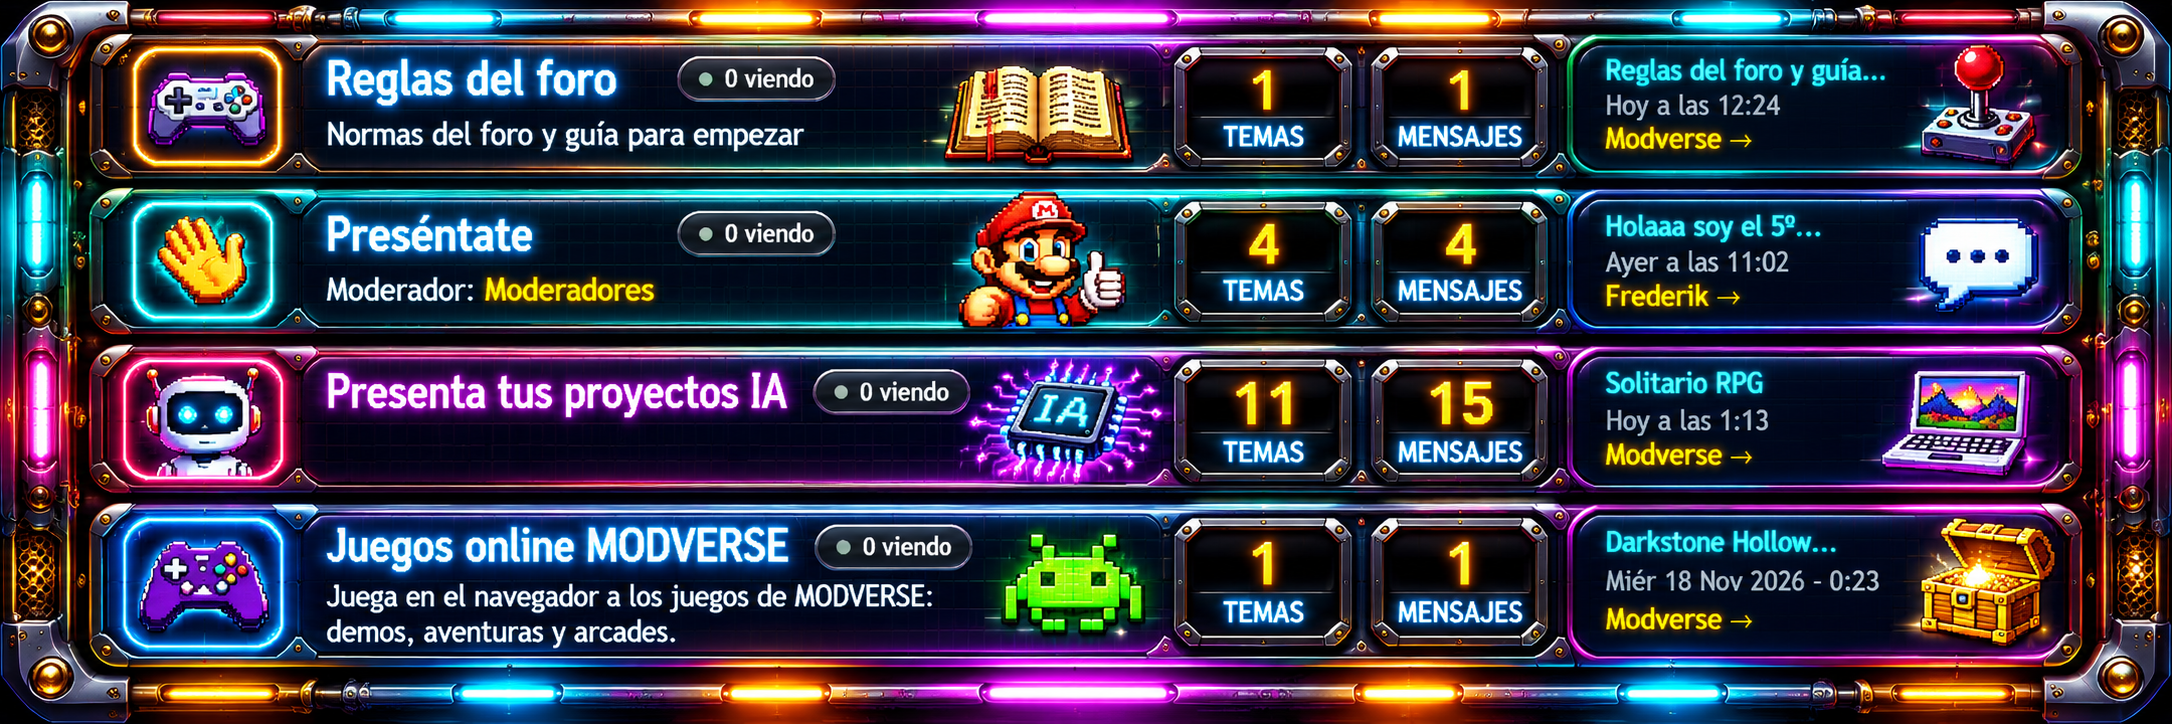 Reglas del foro
0 viendo
Normas del foro y guía para empezar
1
TEMAS
1
MENSAJES
Reglas del foro y guía...
Hoy a las 12:24
Modverse →
Preséntate
0 viendo
Moderador: Moderadores
M
4
TEMAS
4
MENSAJES
Holaaa soy el 5º...
Ayer a las 11:02
Frederik →
Presenta tus proyectos IA
0 viendo
IA
11
TEMAS
15
MENSAJES
Solitario RPG
Hoy a las 1:13
Modverse →
Juegos online MODVERSE
0 viendo
Juega en el navegador a los juegos de MODVERSE:
demos, aventuras y arcades.
1
TEMAS
1
MENSAJES
Darkstone Hollow...
Miér 18 Nov 2026 - 0:23
Modverse →